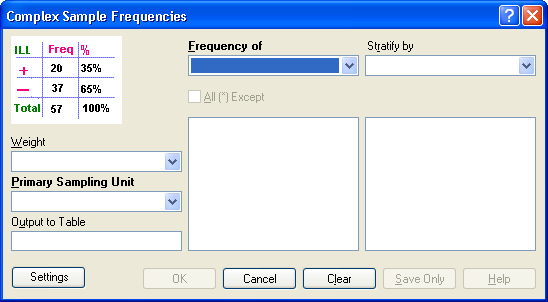 Complex Sample Frequencies
ILL Freq %
+ 20 35%
− 37 65%
Total 57 100%
Frequency of
Stratify by
All (*) Except
Weight
Primary Sampling Unit
Output to Table
Settings
OK
Cancel
Clear
Save Only
Help